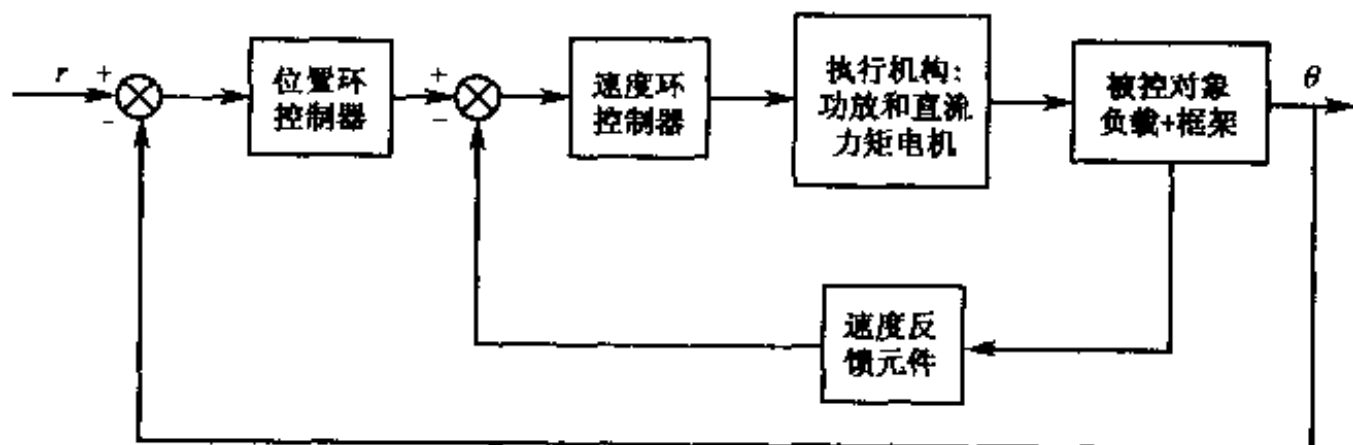 r
+
-
位置环
控制器
+
-
速度环
控制器
执行机构：
功放和直流
力矩电机
被控对象
负载+框架
θ
速度反
馈元件